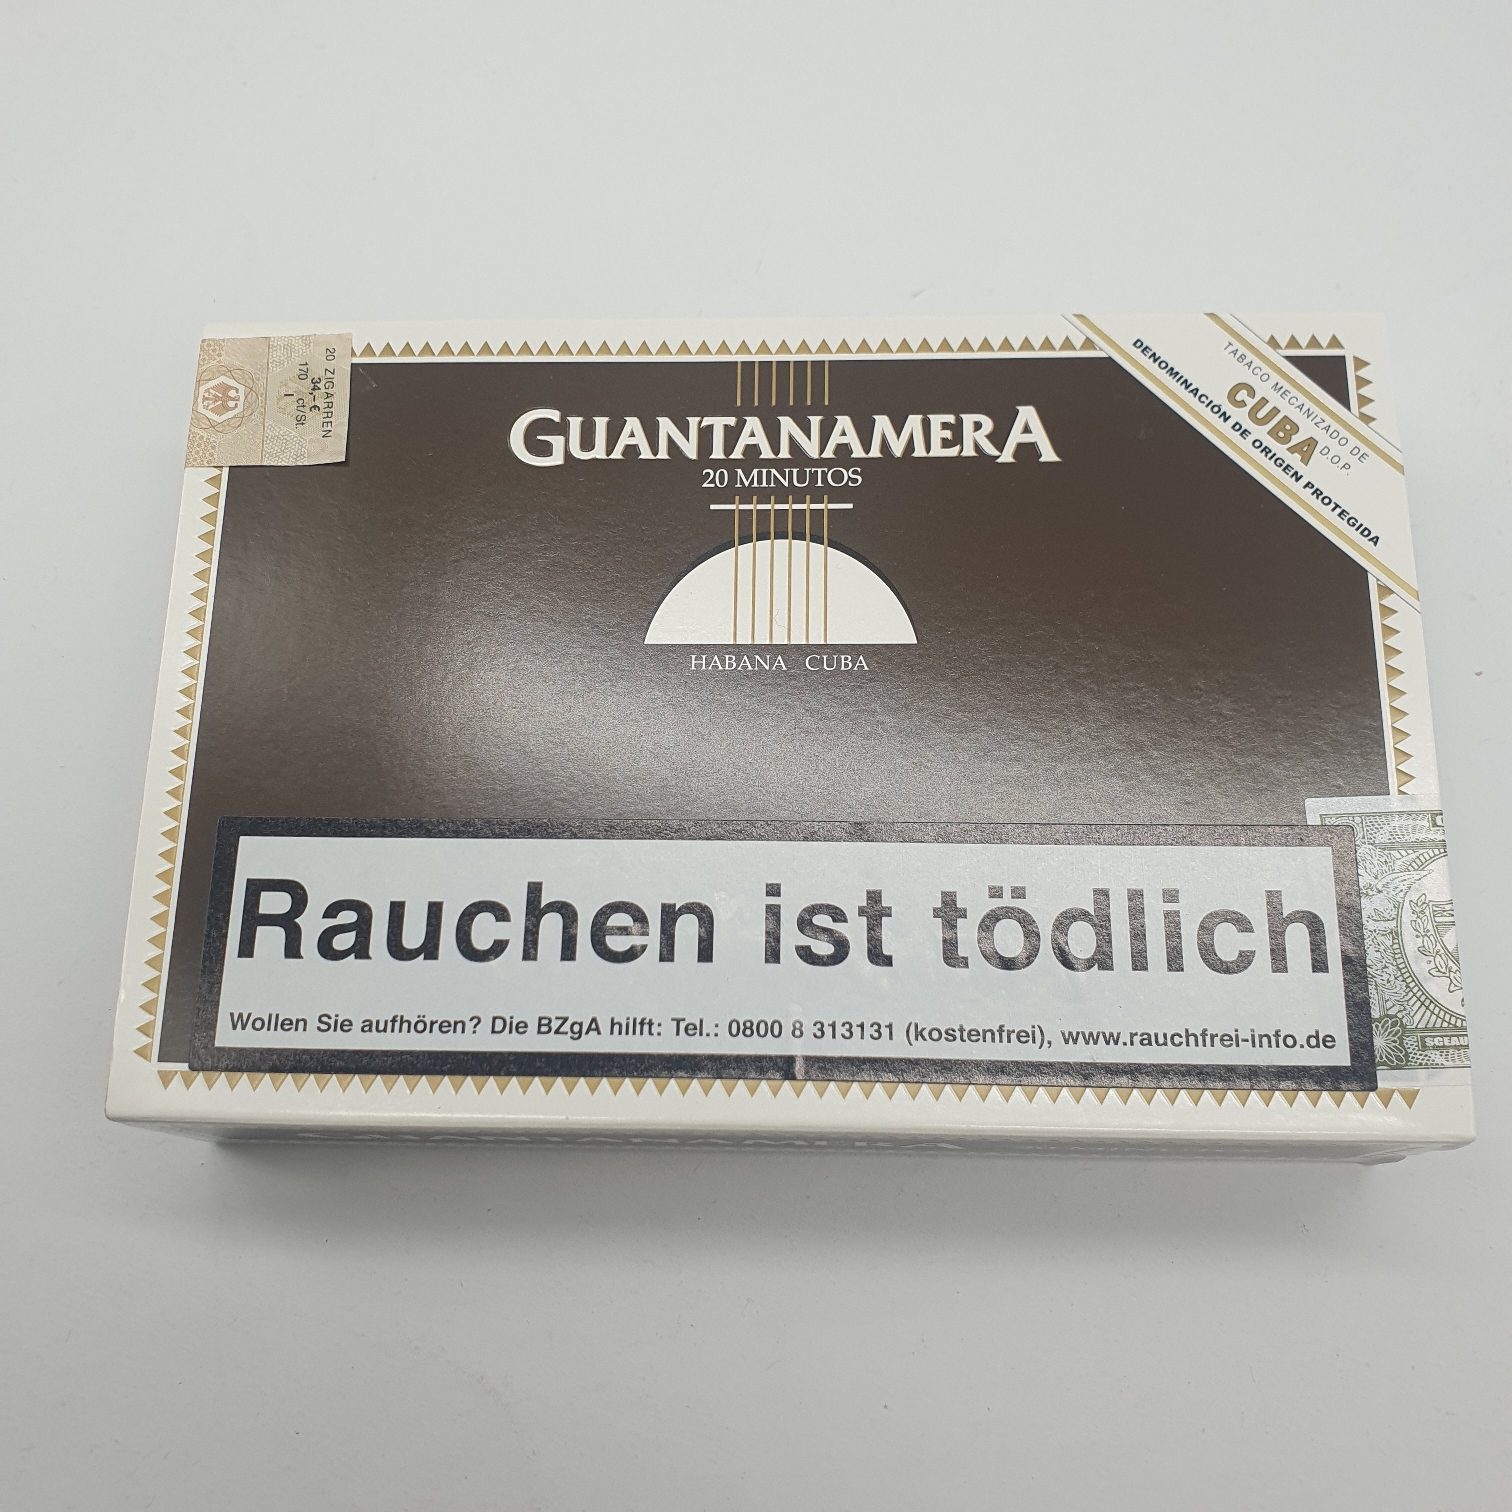 20 ZIGARREN
34,-€
170 ct/St.
I
GUANTANAMERA
20 MINUTOS
HABANA CUBA
TABACO MECANIZADO DE
CUBA D.O.P.
DENOMINACIÓN DE ORIGEN PROTEGIDA
Rauchen ist tödlich
Wollen Sie aufhören? Die BZgA hilft: Tel.: 0800 8 313131 (kostenfrei), www.rauchfrei-info.de
GUANTANAMERA